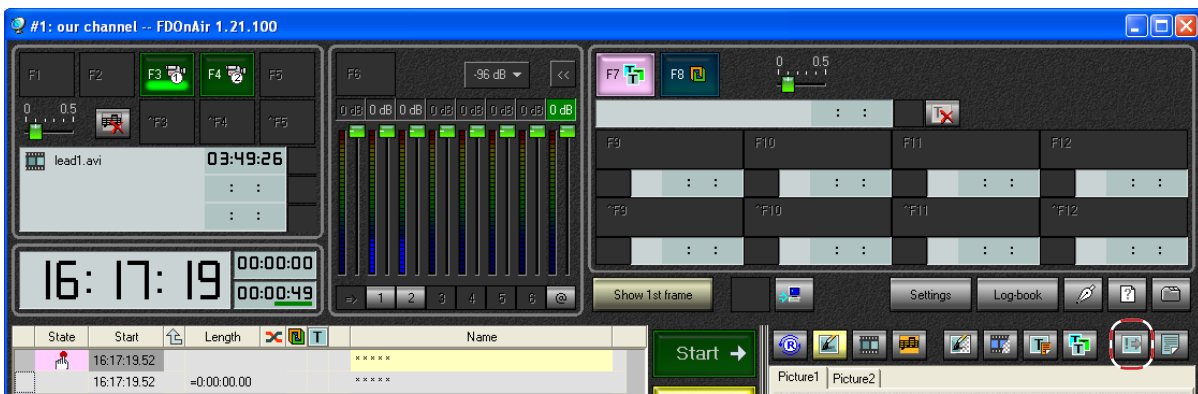 #1: our channel -- FDOnAir 1.21.100
F1 F2 F3 1 F4 2 F5
0 0.5
^F3 ^F4 ^F5
lead1.avi 03:49:26
: :
: :
16: 17: 19
00:00:00
00:00:49
F6 -96 dB <<
0 dB 0 dB 0 dB 0 dB 0 dB 0 dB 0 dB 0 dB
=> 1 2 3 4 5 6 @
F7 T T T F8
0 0.5
: : T
F9 F10 F11 F12
: : : : : : : :
^F9 ^F10 ^F11 ^F12
: : : : : : : :
Show 1st frame Settings Log-book ?
State Start Length T Name
16:17:19.52 * * * * *
16:17:19.52 =0:00:00.00 * * * * *
Start
R T T T
Picture1 Picture2